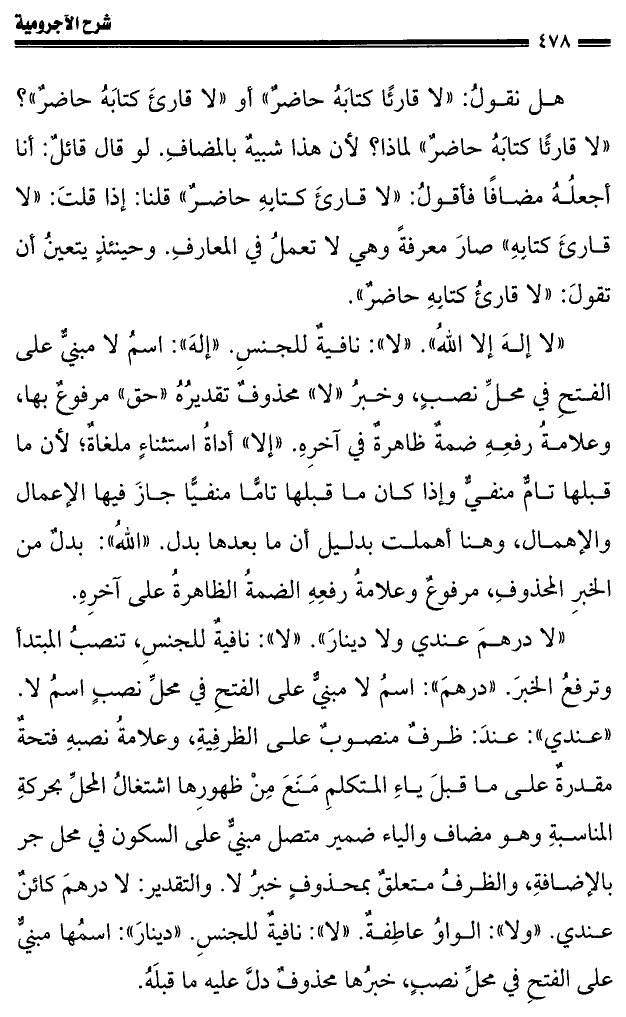 شرح الآجرومية
٤٧٨
هل نقولُ: «لا قارئًا كتابَهُ حاضرٌ» أو «لا قارئَ كتابَهُ حاضرٌ»؟
«لا قارئًا كتابَهُ حاضرٌ» لماذا؟ لأن هذا شبيهٌ بالمضافِ. لو قال قائلٌ: أنا
أجعلُهُ مضافًا فأقولُ: «لا قارئَ كتابِهِ حاضرٌ» قلنا: إذا قلتَ: «لا
قارئَ كتابِهِ» صارَ معرفةً وهي لا تعملُ في المعارفِ. وحينئذٍ يتعينُ أن
تقولَ: «لا قارئُ كتابِهِ حاضرٌ».
«لا إلهَ إلا اللهُ». «لا»: نافيةٌ للجنسِ. «إلهَ»: اسمُ لا مبنيٌّ على
الفتحِ في محلِّ نصبٍ، وخبرُ «لا» محذوفٌ تقديرُهُ «حق» مرفوعٌ بها،
وعلامةُ رفعِهِ ضمةٌ ظاهرةٌ في آخرِهِ. «إلا» أداةُ استثناءٍ ملغاةٌ؛ لأن ما
قبلها تامٌّ منفيٌّ وإذا كان ما قبلها تامًّا منفيًّا جازَ فيها الإعمال
والإهمال، وهنا أهملت بدليلِ أن ما بعدها بدل. «اللهُ»: بدلٌ من
الخبرِ المحذوفِ، مرفوعٌ وعلامةُ رفعِهِ الضمةُ الظاهرةُ على آخرِهِ.
«لا درهمَ عندي ولا دينارَ». «لا»: نافيةٌ للجنسِ، تنصبُ المبتدأَ
وترفعُ الخبرَ. «درهمَ»: اسمُ لا مبنيٌّ على الفتحِ في محلِّ نصبٍ اسمُ لا.
«عندي»: عندَ: ظرفٌ منصوبٌ على الظرفيةِ، وعلامةُ نصبهِ فتحةٌ
مقدرةٌ على ما قبلَ ياءِ المتكلمِ مَنَعَ مِنْ ظهورِها اشتغالُ المحلِّ بحركةِ
المناسبةِ وهو مضاف والياء ضمير متصل مبنيٌّ على السكون في محل جر
بالإضافةِ، والظرفُ متعلقٌ بمحذوفٍ خبرُ لا. والتقدير: لا درهمَ كائنٌ
عندي. «ولا»: الواوُ عاطفةٌ. «لا»: نافيةٌ للجنسِ. «دينارَ»: اسمُها مبنيٌّ
على الفتحِ في محلِّ نصبٍ، خبرُها محذوفٌ دلَّ عليه ما قبلَهُ.